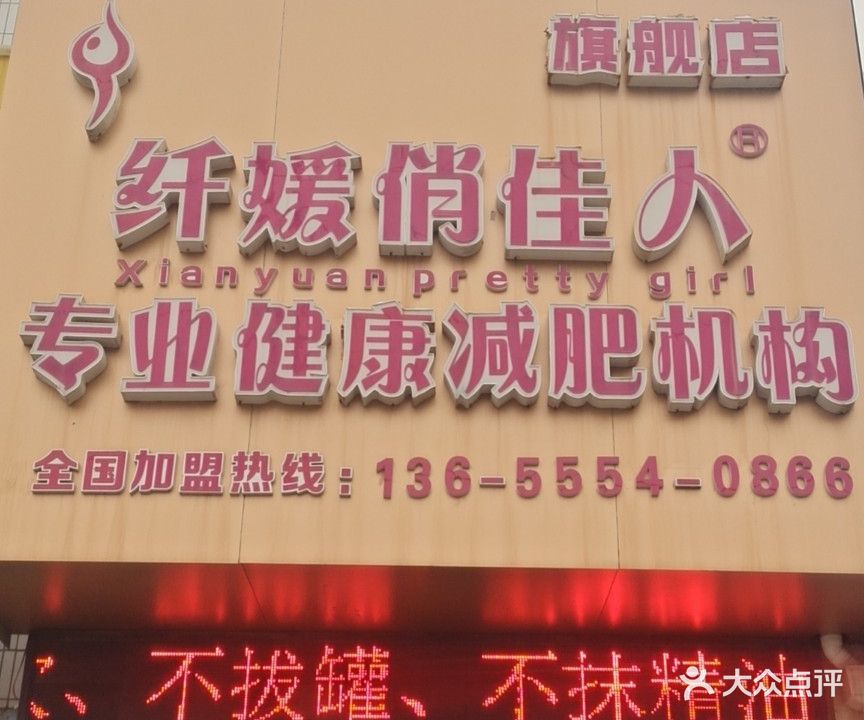 旗舰店
纤媛俏佳人®
Xianyuan pretty girl
专业健康减肥机构
全国加盟热线：136-5554-0866
、不拔罐、不抹精油
大众点评